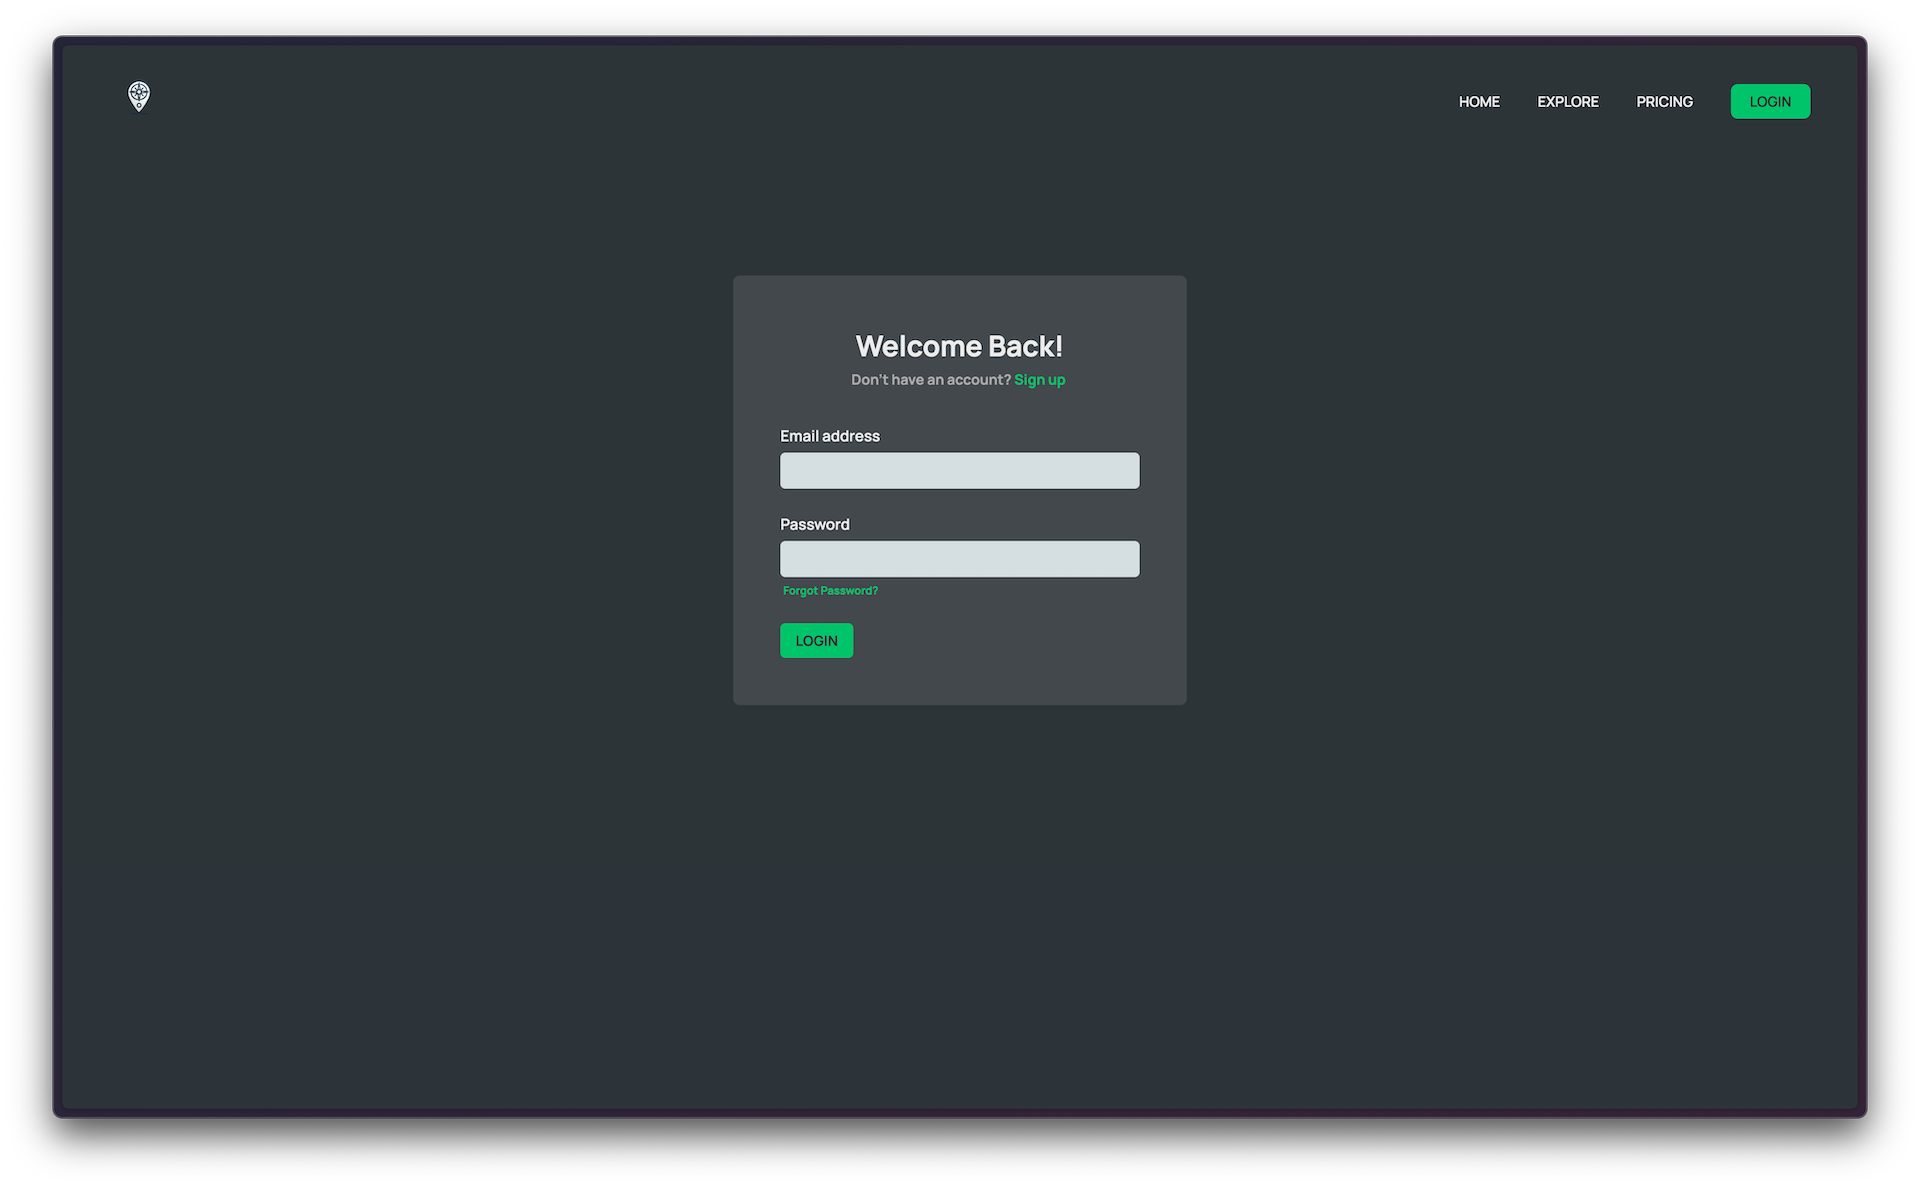 HOME EXPLORE PRICING LOGIN
Welcome Back!
Don't have an account? Sign up
Email address
Password
Forgot Password?
LOGIN